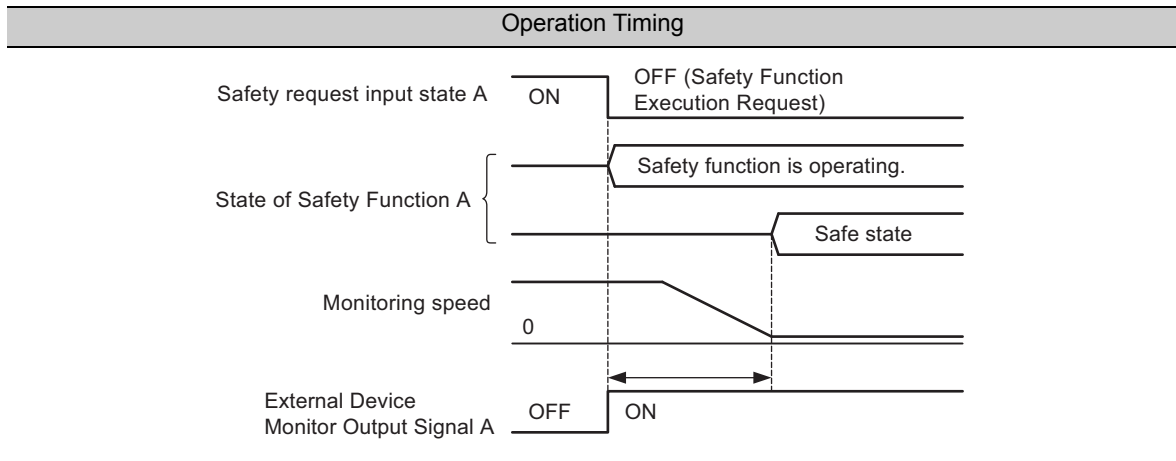 Operation Timing
Safety request input state A
ON
OFF (Safety Function
Execution Request)
State of Safety Function A
Safety function is operating.
Safe state
Monitoring speed
0
External Device
Monitor Output Signal A
OFF
ON